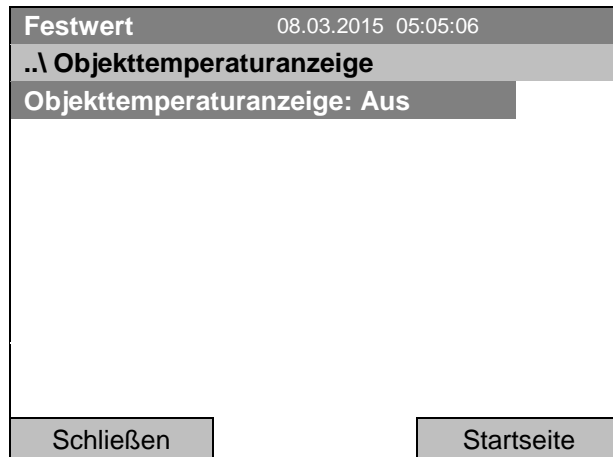 Festwert 08.03.2015 05:05:06
..\ Objekttemperaturanzeige
Objekttemperaturanzeige: Aus
Schließen Startseite